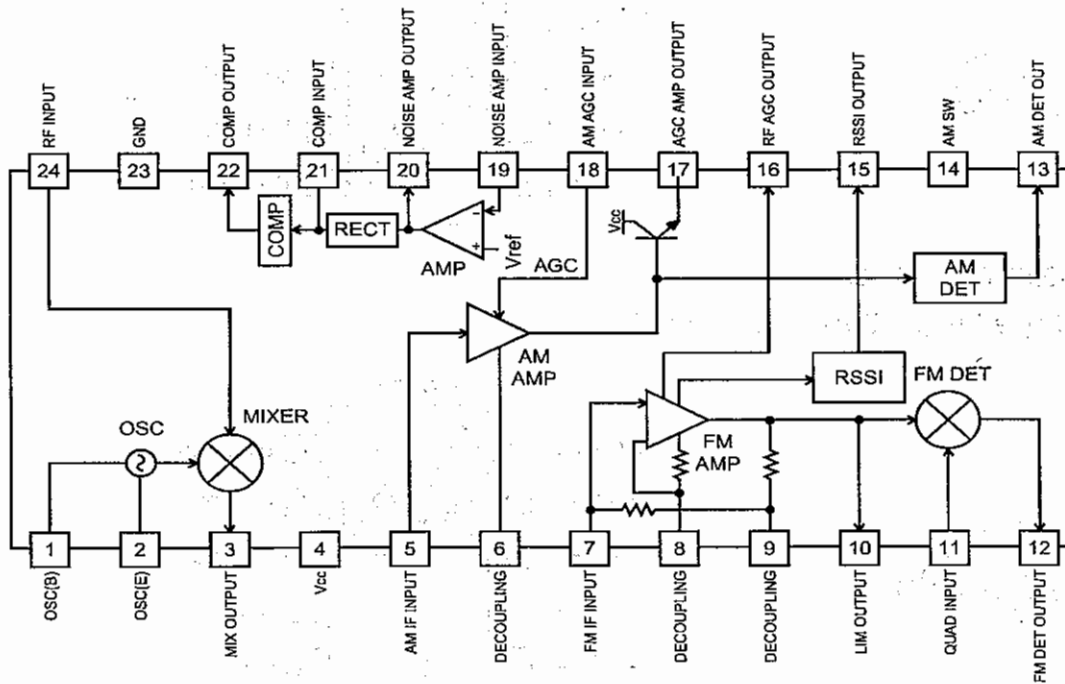 RF INPUT
GND
COMP OUTPUT
COMP INPUT
NOISE AMP OUTPUT
NOISE AMP INPUT
AM AGC INPUT
AGC AMP OUTPUT
RF AGC OUTPUT
RSSI OUTPUT
AM SW
AM DET OUT
24
23
22
21
20
19
18
17
16
15
14
13
COMP
RECT
-
+
AMP
Vref
AGC
Vcc
AM
DET
AM
AMP
RSSI
FM DET
OSC
MIXER
FM
AMP
1
2
3
4
5
6
7
8
9
10
11
12
OSC(B)
OSC(E)
MIX OUTPUT
Vcc
AM IF INPUT
DECOUPLING
FM IF INPUT
DECOUPLING
DECOUPLING
LIM OUTPUT
QUAD INPUT
FM DET OUTPUT